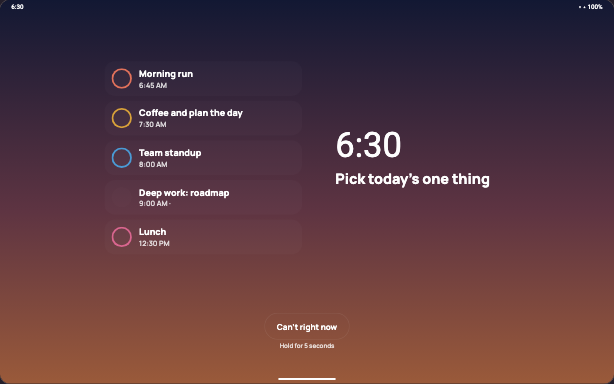 6:30
100%
Morning run
6:45 AM
Coffee and plan the day
7:30 AM
Team standup
8:00 AM
Deep work: roadmap
9:00 AM·
Lunch
12:30 PM
6:30
Pick today's one thing
Can't right now
Hold for 5 seconds